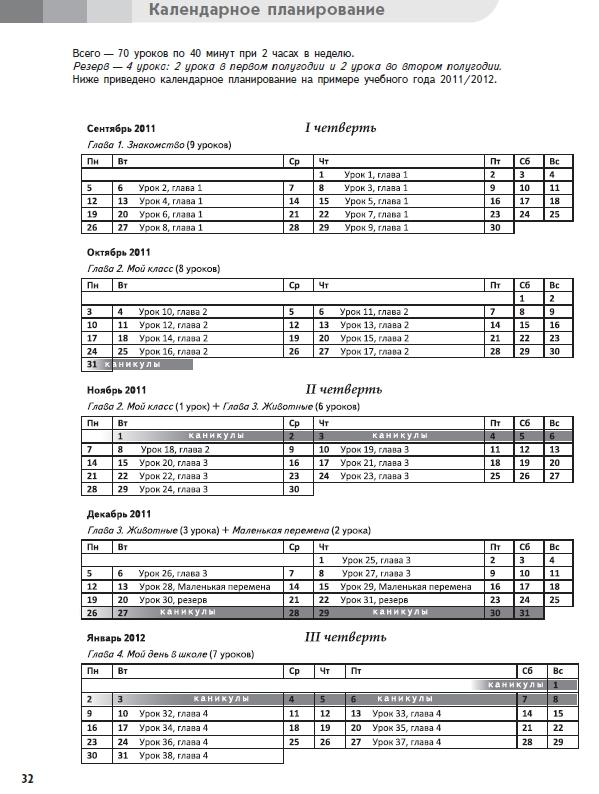 Календарное планирование
Всего — 70 уроков по 40 минут при 2 часах в неделю.
Резерв — 4 урока: 2 урока в первом полугодии и 2 урока во втором полугодии.
Ниже приведено календарное планирование на примере учебного года 2011/2012.
Сентябрь 2011 I четверть
Глава 1. Знакомство (9 уроков)
Пн Вт Ср Чт Пт Сб Вс
1 Урок 1, глава 1 2 3 4
5 6 Урок 2, глава 1 7 8 Урок 3, глава 1 9 10 11
12 13 Урок 4, глава 1 14 15 Урок 5, глава 1 16 17 18
19 20 Урок 6, глава 1 21 22 Урок 7, глава 1 23 24 25
26 27 Урок 8, глава 1 28 29 Урок 9, глава 1 30
Октябрь 2011
Глава 2. Мой класс (8 уроков)
Пн Вт Ср Чт Пт Сб Вс
1 2
3 4 Урок 10, глава 2 5 6 Урок 11, глава 2 7 8 9
10 11 Урок 12, глава 2 12 13 Урок 13, глава 2 14 15 16
17 18 Урок 14, глава 2 19 20 Урок 15, глава 2 21 22 23
24 25 Урок 16, глава 2 26 27 Урок 17, глава 2 28 29 30
31 каникулы
Ноябрь 2011 II четверть
Глава 2. Мой класс (1 урок) + Глава 3. Животные (6 уроков)
Пн Вт Ср Чт Пт Сб Вс
1 каникулы 2 3 каникулы 4 5 6
7 8 Урок 18, глава 2 9 10 Урок 19, глава 3 11 12 13
14 15 Урок 20, глава 3 16 17 Урок 21, глава 3 18 19 20
21 22 Урок 22, глава 3 23 24 Урок 23, глава 3 25 26 27
28 29 Урок 24, глава 3 30
Декабрь 2011
Глава 3. Животные (3 урока) + Маленькая перемена (2 урока)
Пн Вт Ср Чт Пт Сб Вс
1 Урок 25, глава 3 2 3 4
5 6 Урок 26, глава 3 7 8 Урок 27, глава 3 9 10 11
12 13 Урок 28, Маленькая перемена 14 15 Урок 29, Маленькая перемена 16 17 18
19 20 Урок 30, резерв 21 22 Урок 31, резерв 23 24 25
26 27 каникулы 28 29 каникулы 30 31
Январь 2012 III четверть
Глава 4. Мой день в школе (7 уроков)
Пн Вт Ср Чт Пт Сб Вс
каникулы 1
2 3 каникулы 4 5 6 каникулы 7 8
9 10 Урок 32, глава 4 11 12 13 Урок 33, глава 4 14 15
16 17 Урок 34, глава 4 18 19 20 Урок 35, глава 4 21 22
23 24 Урок 36, глава 4 25 26 27 Урок 37, глава 4 28 29
30 31 Урок 38, глава 4
32